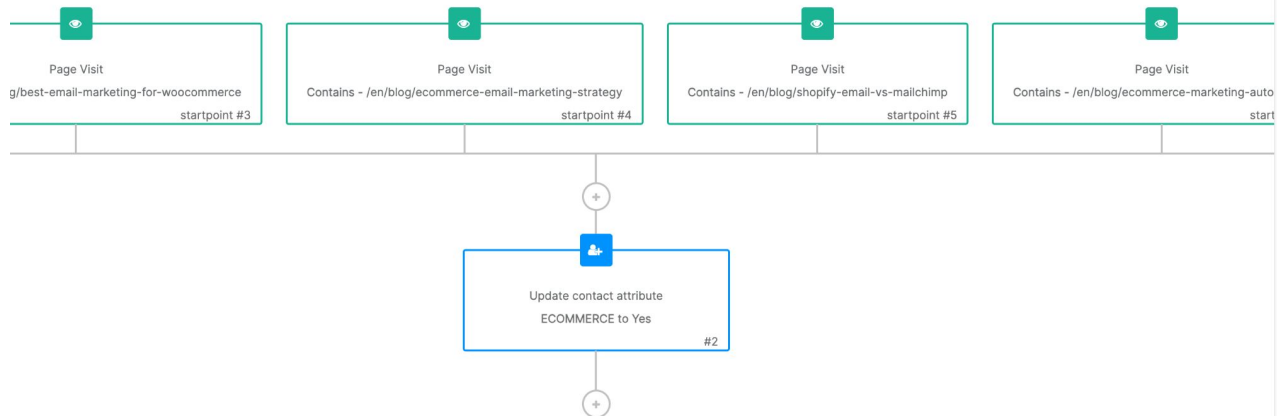 Page Visit
g/best-email-marketing-for-woocommerce
startpoint #3
Page Visit
Contains - /en/blog/ecommerce-email-marketing-strategy
startpoint #4
Page Visit
Contains - /en/blog/shopify-email-vs-mailchimp
startpoint #5
Page Visit
Contains - /en/blog/ecommerce-marketing-auto
start
Update contact attribute
ECOMMERCE to Yes
#2